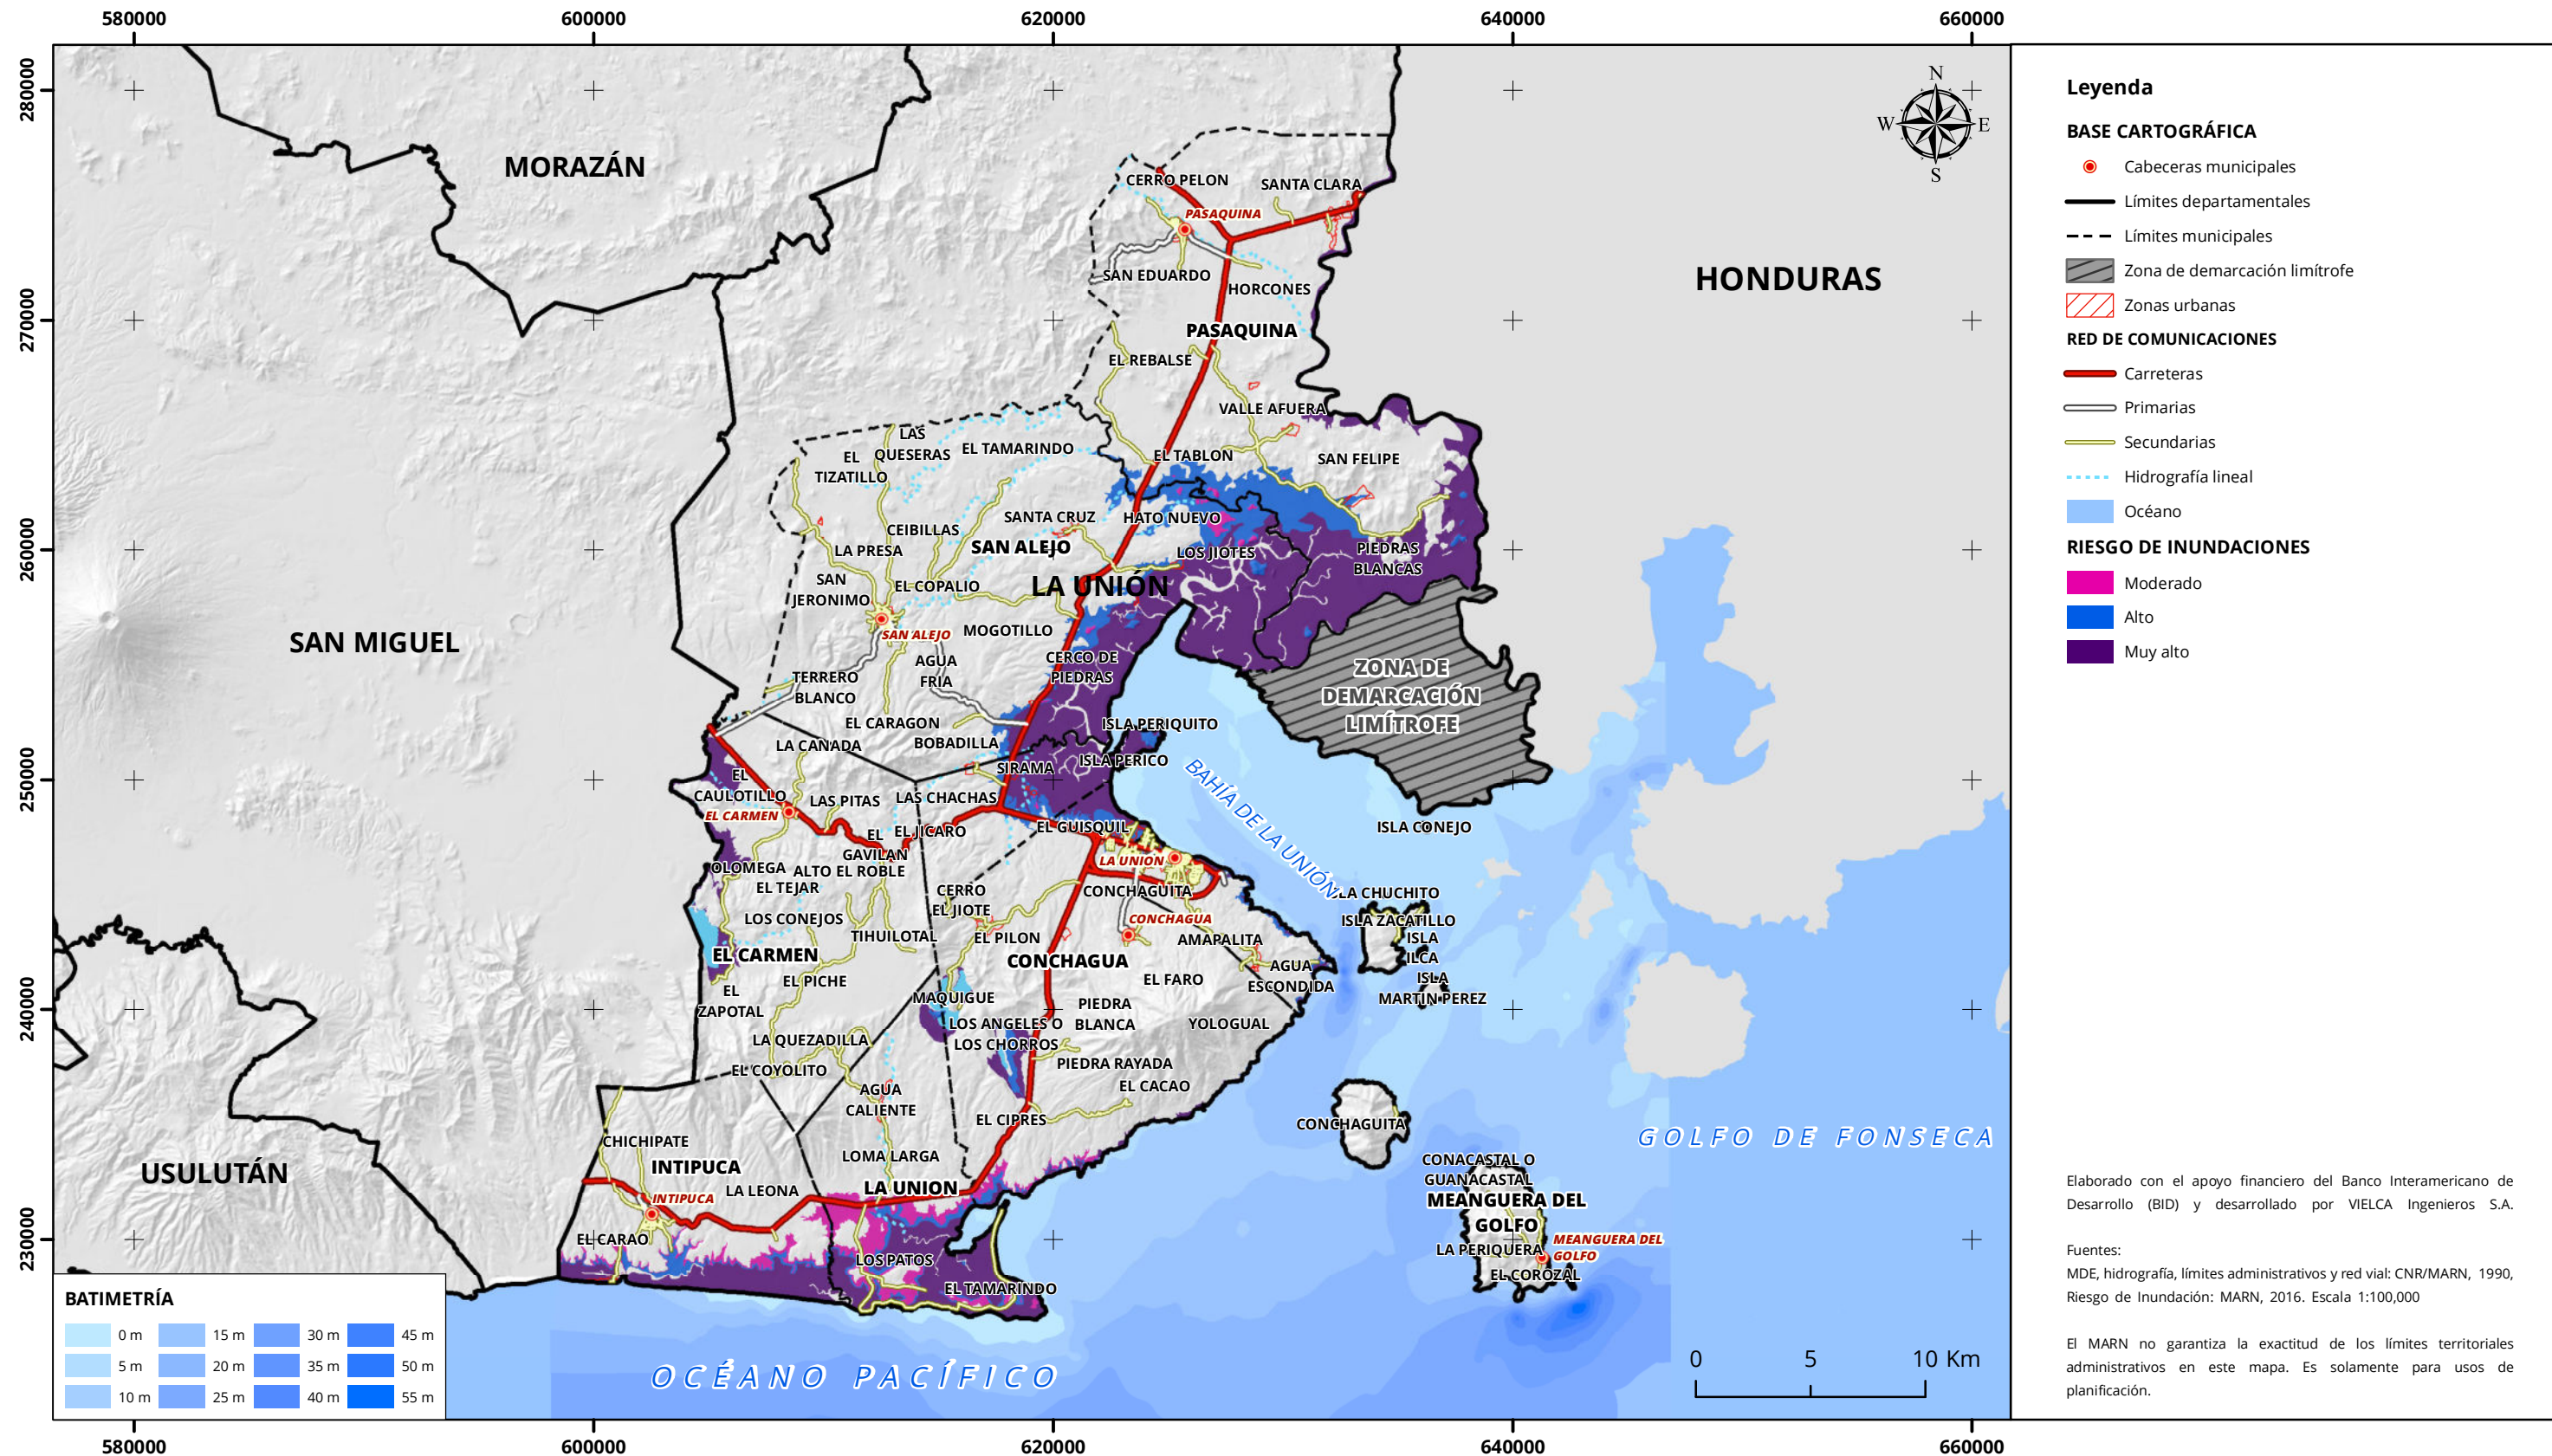 580000
600000
620000
640000
660000
280000
270000
260000
250000
240000
230000
N
W
E
S
MORAZÁN
HONDURAS
SAN MIGUEL
USULUTÁN
CERRO PELON
SANTA CLARA
PASAQUINA
SAN EDUARDO
HORCONES
PASAQUINA
EL REBALSE
VALLE AFUERA
LAS
QUESERAS
EL TAMARINDO
EL
TIZATILLO
EL TABLON
SAN FELIPE
SANTA CRUZ
HATO NUEVO
CEIBILLAS
SAN ALEJO
LA PRESA
LOS JIOTES
PIEDRAS
BLANCAS
SAN
JERONIMO
EL COPALIO
LA UNIÓN
SAN ALEJO
MOGOTILLO
AGUA
FRIA
CERCO DE
PIEDRAS
ZONA DE
DEMARCACIÓN
LIMÍTROFE
TERRERO
BLANCO
EL CARAGON
ISLA PERIQUITO
LA CAÑADA
BOBADILLA
ISLA PERICO
SIRAMA
EL
CAULOTILLO
LAS PITAS
LAS CHACHAS
EL CARMEN
BAHÍA DE LA UNIÓN
EL
GAVILAN
EL JICARO
EL GUISQUIL
ISLA CONEJO
LA UNION
OLOMEGA
ALTO EL ROBLE
EL TEJAR
CERRO
EL JIOTE
CONCHAGUITA
ISLA CHUCHITO
LOS CONEJOS
CONCHAGUA
ISLA ZACATILLO
TIHUILOTAL
EL PILON
AMAPALITA
ISLA
ILCA
EL CARMEN
CONCHAGUA
AGUA
ESCONDIDA
EL PICHE
EL FARO
ISLA
MARTIN PEREZ
EL
ZAPOTAL
MAQUIGUE
PIEDRA
BLANCA
LOS ANGELES O
LOS CHORROS
YOLOGUAL
LA QUEZADILLA
PIEDRA RAYADA
EL COYOLITO
EL CACAO
AGUA
CALIENTE
EL CIPRES
CONCHAGUITA
CHICHIPATE
LOMA LARGA
GOLFO DE FONSECA
INTIPUCA
CONACASTAL O
GUANACASTAL
LA LEONA
LA UNION
MEANGUERA DEL
GOLFO
INTIPUCA
EL CARAO
MEANGUERA DEL
GOLFO
LA PERIQUERA
LOS PATOS
EL COROZAL
EL TAMARINDO
OCÉANO PACÍFICO
BATIMETRÍA
0 m
15 m
30 m
45 m
5 m
20 m
35 m
50 m
10 m
25 m
40 m
55 m
0
5
10 Km
580000
600000
620000
640000
660000
Leyenda
BASE CARTOGRÁFICA
Cabeceras municipales
Límites departamentales
Límites municipales
Zona de demarcación limítrofe
Zonas urbanas
RED DE COMUNICACIONES
Carreteras
Primarias
Secundarias
Hidrografía lineal
Océano
RIESGO DE INUNDACIONES
Moderado
Alto
Muy alto
Elaborado con el apoyo financiero del Banco Interamericano de
Desarrollo (BID) y desarrollado por VIELCA Ingenieros S.A.
Fuentes:
MDE, hidrografía, límites administrativos y red vial: CNR/MARN, 1990,
Riesgo de Inundación: MARN, 2016. Escala 1:100,000
El MARN no garantiza la exactitud de los límites territoriales
administrativos en este mapa. Es solamente para usos de
planificación.